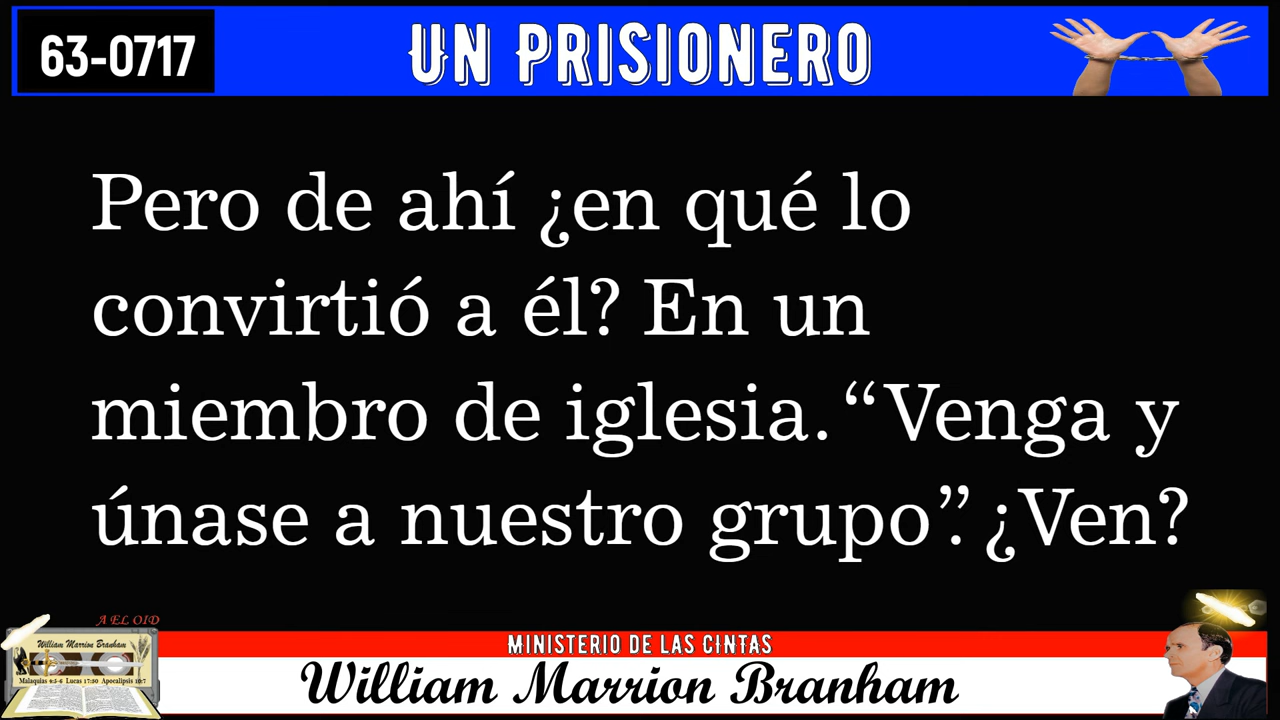 63-0717
UN PRISIONERO
Pero de ahí ¿en qué lo
convirtió a él? En un
miembro de iglesia. “Venga y
únase a nuestro grupo”. ¿Ven?
A EL OID
William Marrion Branham
Malaquías 4:5-6 Lucas 17:30 Apocalipsis 10:7
MINISTERIO DE LAS CINTAS
William Marrion Branham